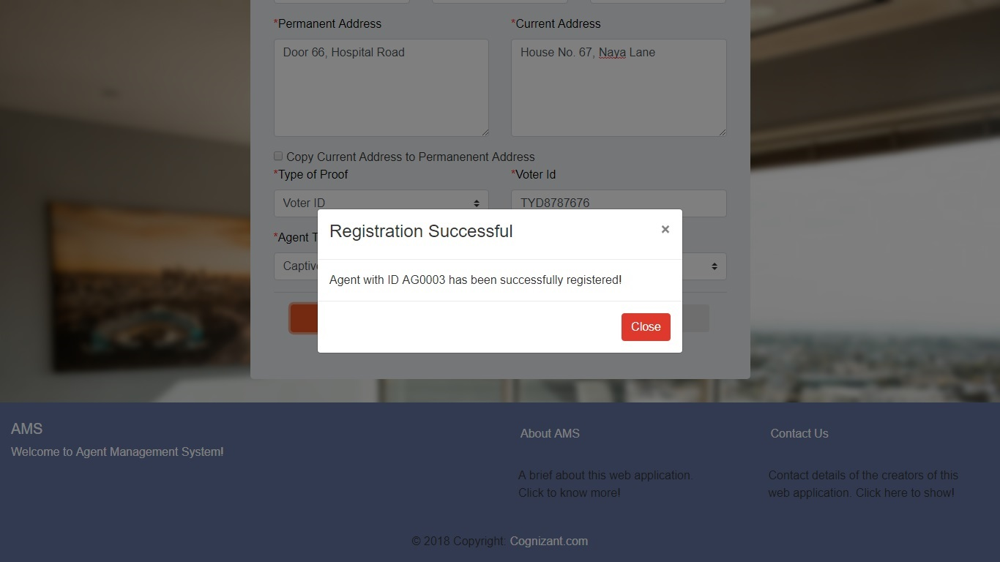 *Permanent Address
*Current Address
Door 66, Hospital Road
House No. 67, Naya Lane
Copy Current Address to Permanenent Address
*Type of Proof
*Voter Id
Voter ID
TYD8787676
Registration Successful
×
*Agent T
Captiv
Agent with ID AG0003 has been successfully registered!
Close
AMS
Welcome to Agent Management System!
About AMS
A brief about this web application.
Click to know more!
Contact Us
Contact details of the creators of this
web application. Click here to show!
© 2018 Copyright: Cognizant.com